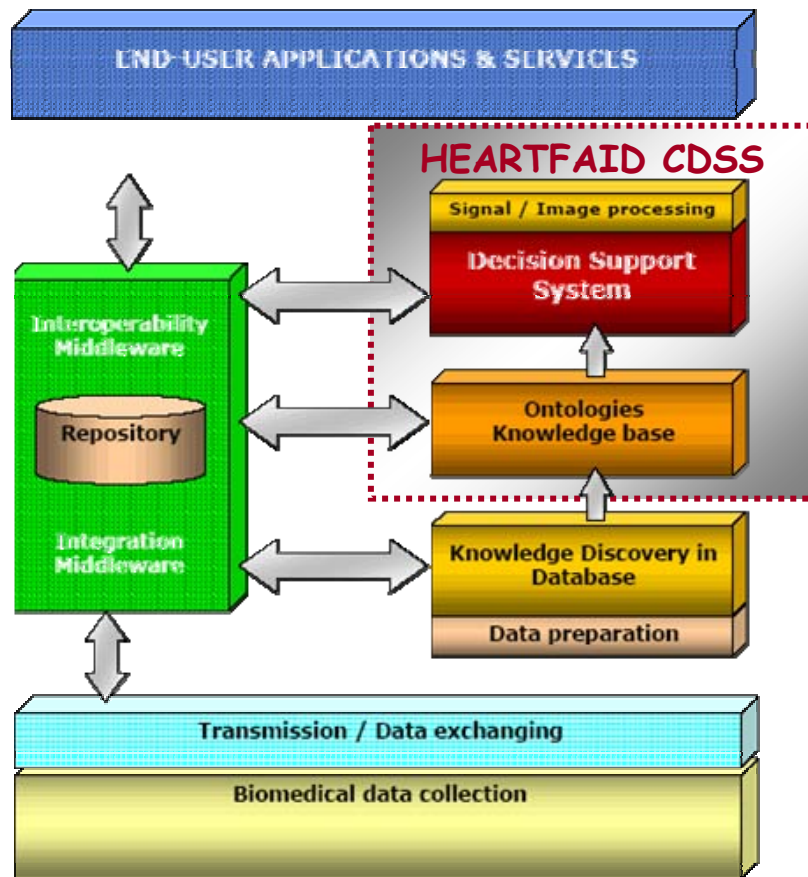 END-USER APPLICATIONS & SERVICES
HEARTFAID CDSS
Signal / Image processing
Decision Support
System
Interoperability
Middleware
Repository
Integration
Middleware
Ontologies
Knowledge base
Knowledge Discovery in
Database
Data preparation
Transmission / Data exchanging
Biomedical data collection